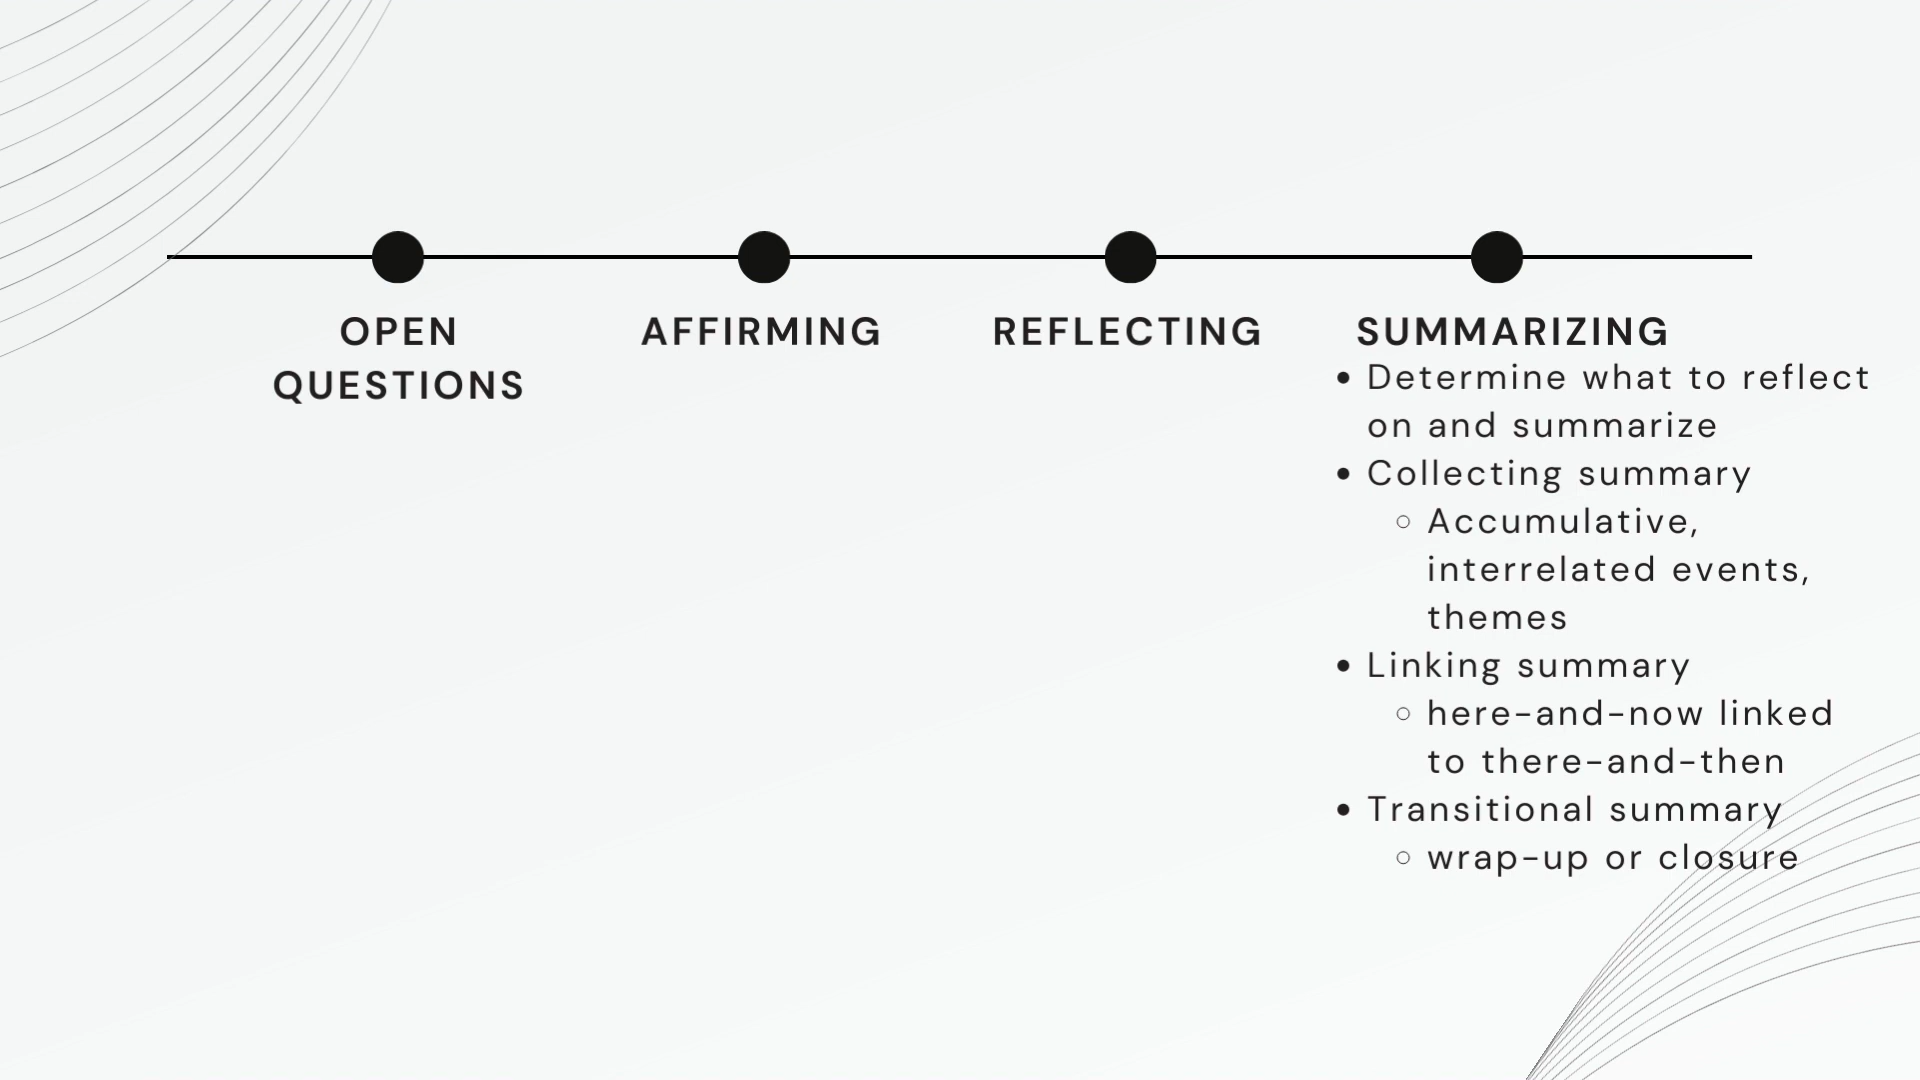 OPEN
QUESTIONS
AFFIRMING
REFLECTING
SUMMARIZING
• Determine what to reflect
on and summarize
• Collecting summary
○ Accumulative,
interrelated events,
themes
• Linking summary
○ here-and-now linked
to there-and-then
• Transitional summary
○ wrap-up or closure